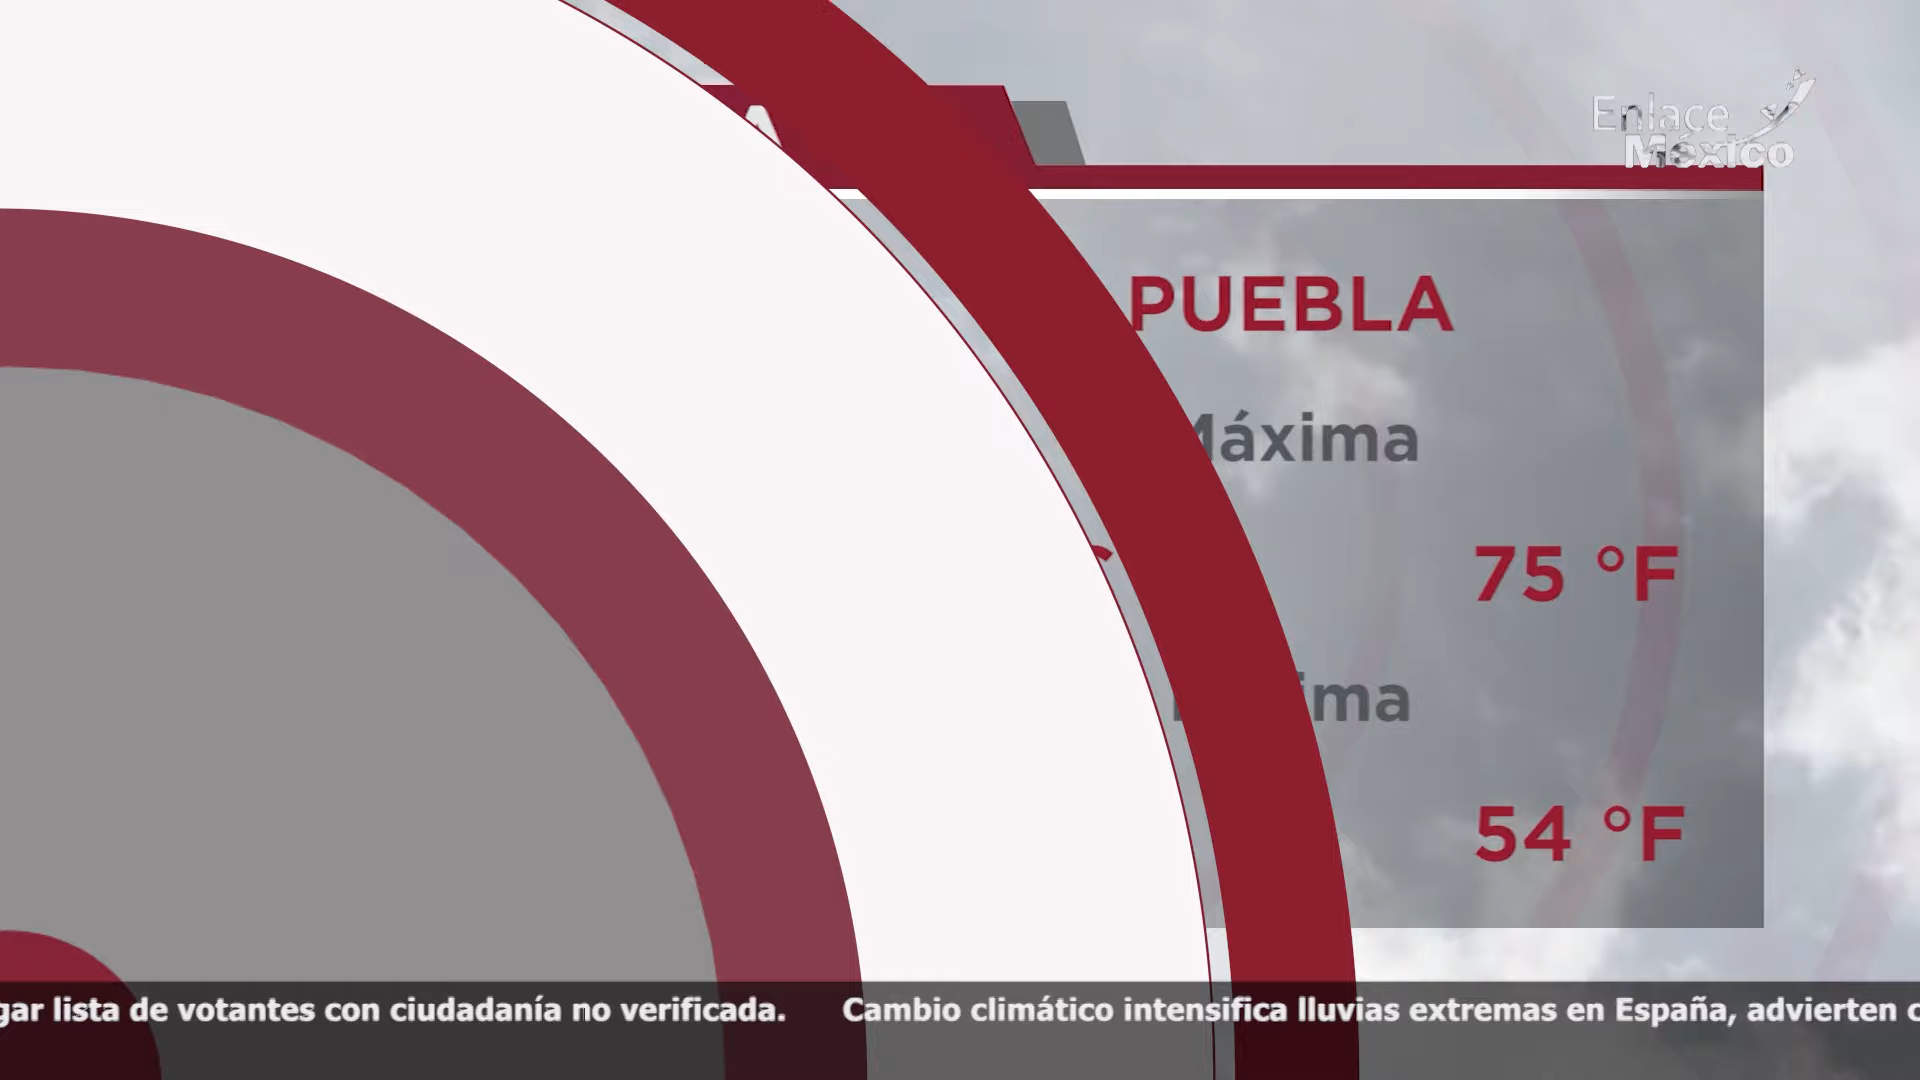 Enlace
México
PUEBLA
Máxima
75 °F
54 °F
lista de votantes con ciudadanía no verificada. Cambio climático intensifica lluvias extremas en España, advierten